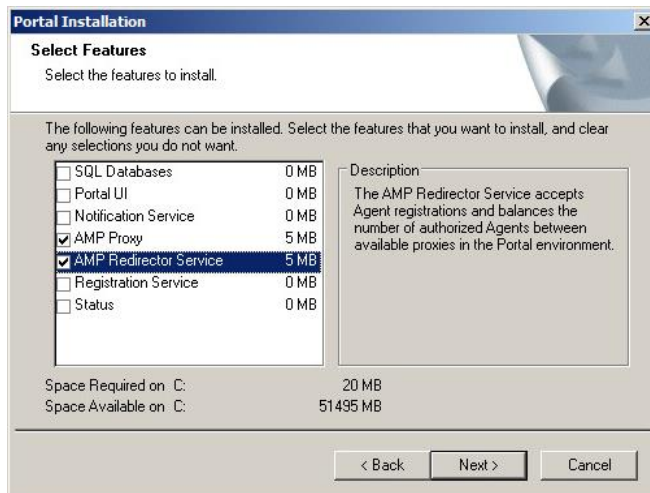 Portal Installation
Select Features
Select the features to install.
The following features can be installed. Select the features that you want to install, and clear
any selections you do not want.
SQL Databases 0 MB
Portal UI 0 MB
Notification Service 0 MB
AMP Proxy 5 MB
AMP Redirector Service 5 MB
Registration Service 0 MB
Status 0 MB
Description
The AMP Redirector Service accepts
Agent registrations and balances the
number of authorized Agents between
available proxies in the Portal environment.
Space Required on C: 20 MB
Space Available on C: 51495 MB
< Back Next > Cancel